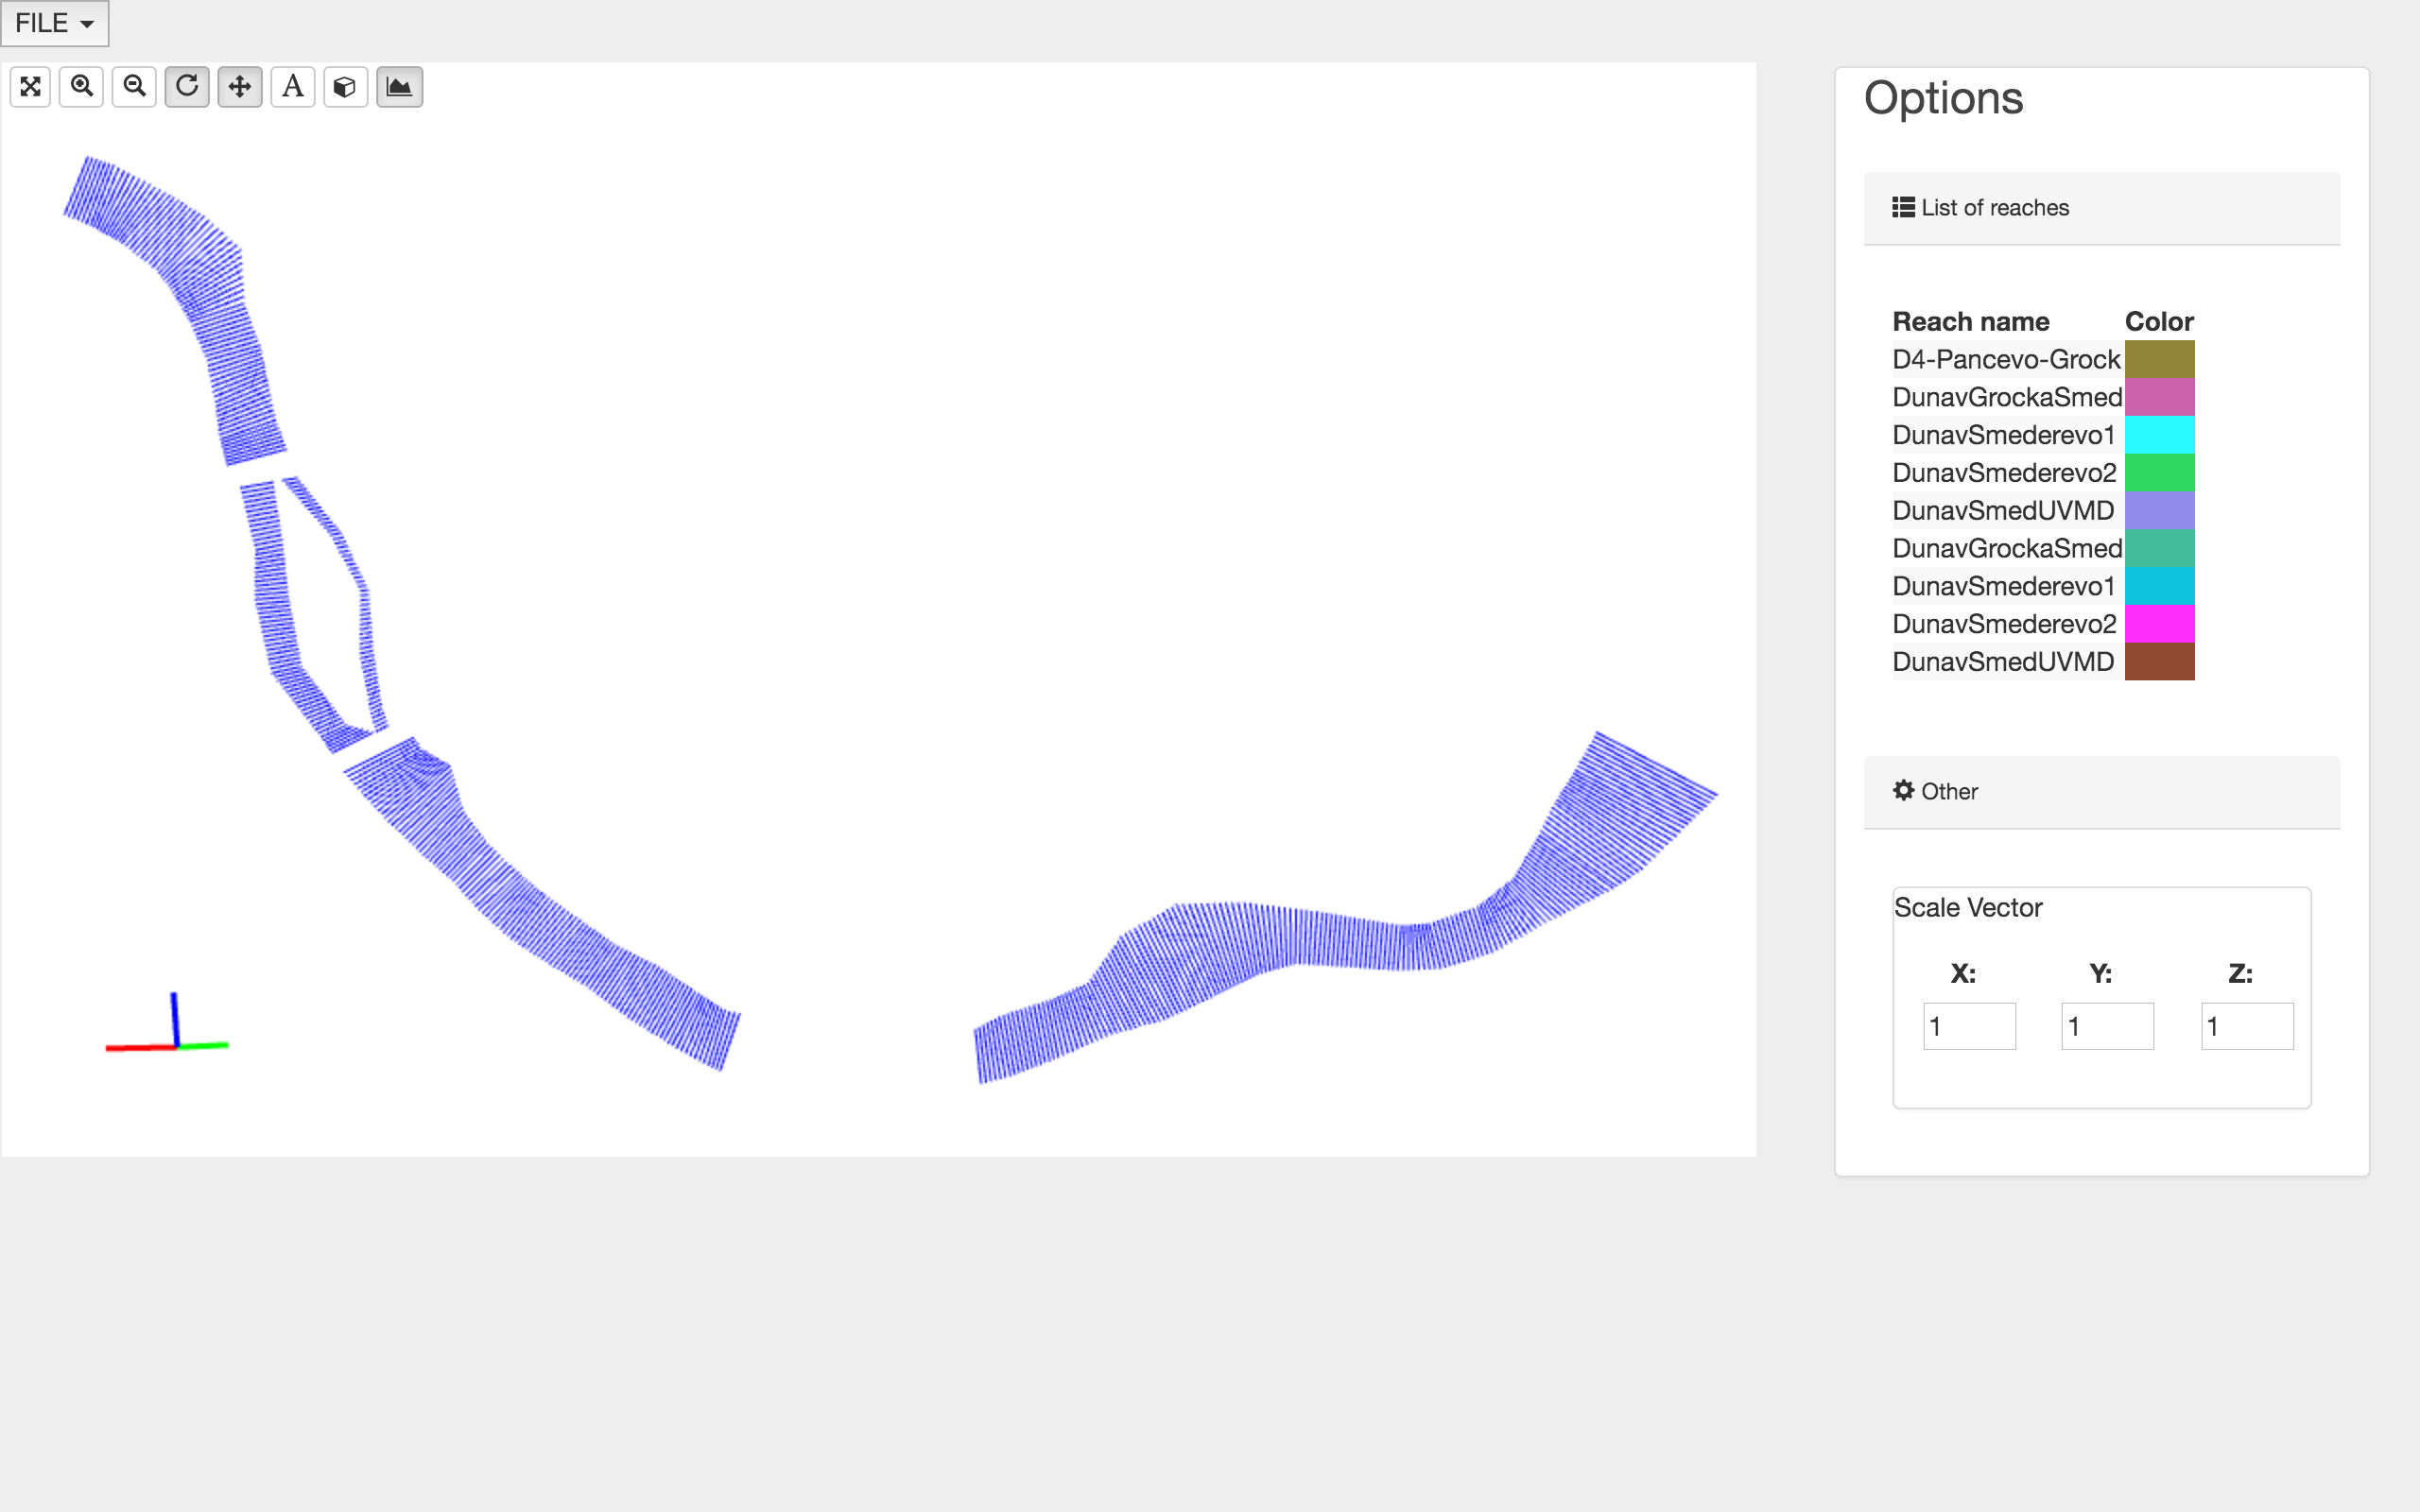 FILE
A
Options
List of reaches
Reach name Color
D4-Pancevo-Grock
DunavGrockaSmed
DunavSmederevo1
DunavSmederevo2
DunavSmedUVMD
DunavGrockaSmed
DunavSmederevo1
DunavSmederevo2
DunavSmedUVMD
Other
Scale Vector
X: Y: Z:
1 1 1